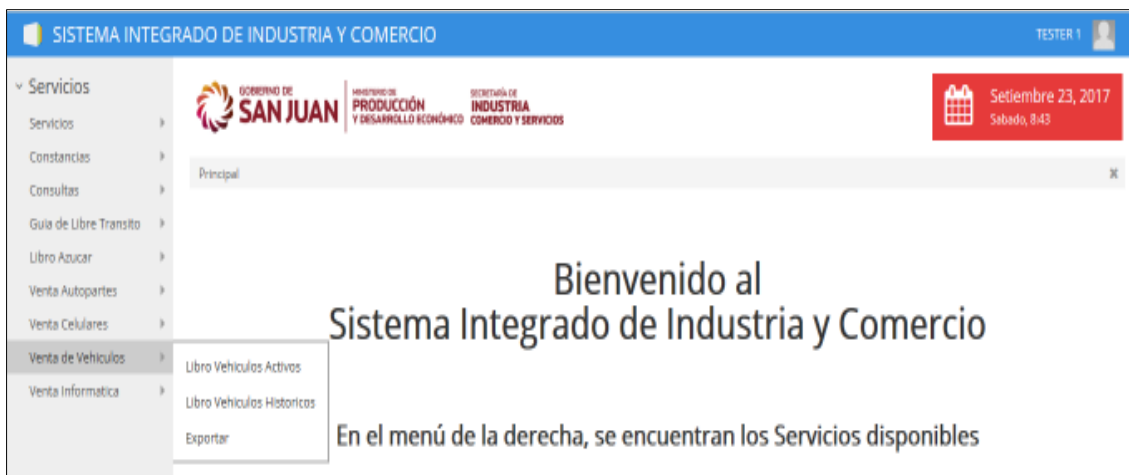 SISTEMA INTEGRADO DE INDUSTRIA Y COMERCIO
TESTER 1
Servicios
Servicios
Constancias
Consultas
Guia de Libre Transito
Libro Azucar
Venta Autopartes
Venta Celulares
Venta de Vehiculos
Venta Informatica
GOBIERNO DE
SAN JUAN
MINISTERIO DE
PRODUCCIÓN
Y DESARROLLO ECONÓMICO
SECRETARÍA DE
INDUSTRIA
COMERCIO Y SERVICIOS
Setiembre 23, 2017
Sabado, 8:43
Principal
Bienvenido al
Sistema Integrado de Industria y Comercio
Libro Vehiculos Activos
Libro Vehiculos Historicos
Exportar
En el menú de la derecha, se encuentran los Servicios disponibles